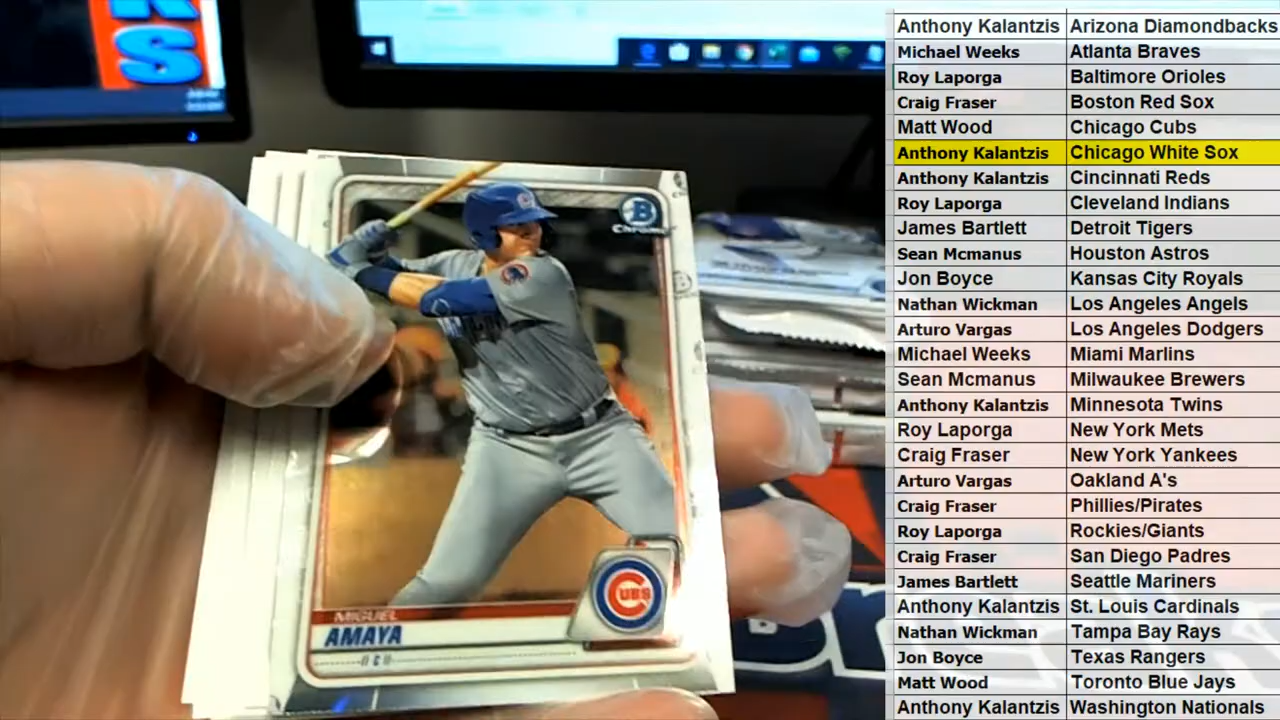 KS
B
Chrome
CUBS
MIGUEL
AMAYA
C
Anthony Kalantzis Arizona Diamondbacks
Michael Weeks Atlanta Braves
Roy Laporga Baltimore Orioles
Craig Fraser Boston Red Sox
Matt Wood Chicago Cubs
Anthony Kalantzis Chicago White Sox
Anthony Kalantzis Cincinnati Reds
Roy Laporga Cleveland Indians
James Bartlett Detroit Tigers
Sean Mcmanus Houston Astros
Jon Boyce Kansas City Royals
Nathan Wickman Los Angeles Angels
Arturo Vargas Los Angeles Dodgers
Michael Weeks Miami Marlins
Sean Mcmanus Milwaukee Brewers
Anthony Kalantzis Minnesota Twins
Roy Laporga New York Mets
Craig Fraser New York Yankees
Arturo Vargas Oakland A's
Craig Fraser Phillies/Pirates
Roy Laporga Rockies/Giants
Craig Fraser San Diego Padres
James Bartlett Seattle Mariners
Anthony Kalantzis St. Louis Cardinals
Nathan Wickman Tampa Bay Rays
Jon Boyce Texas Rangers
Matt Wood Toronto Blue Jays
Anthony Kalantzis Washington Nationals